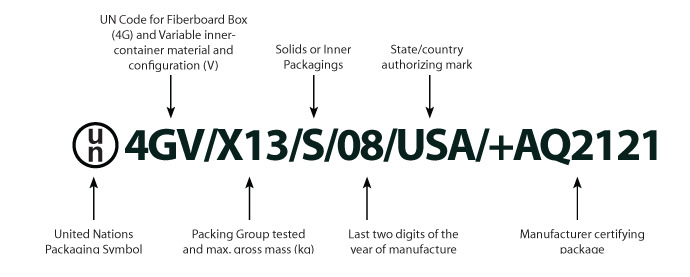 UN Code for Fiberboard Box
(4G) and Variable inner-
container material and
configuration (V)
Solids or Inner
Packagings
State/country
authorizing mark
un 4GV/X13/S/08/USA/+AQ2121
United Nations
Packaging Symbol
Packing Group tested
and max. gross mass (kg)
Last two digits of the
year of manufacture
Manufacturer certifying
package